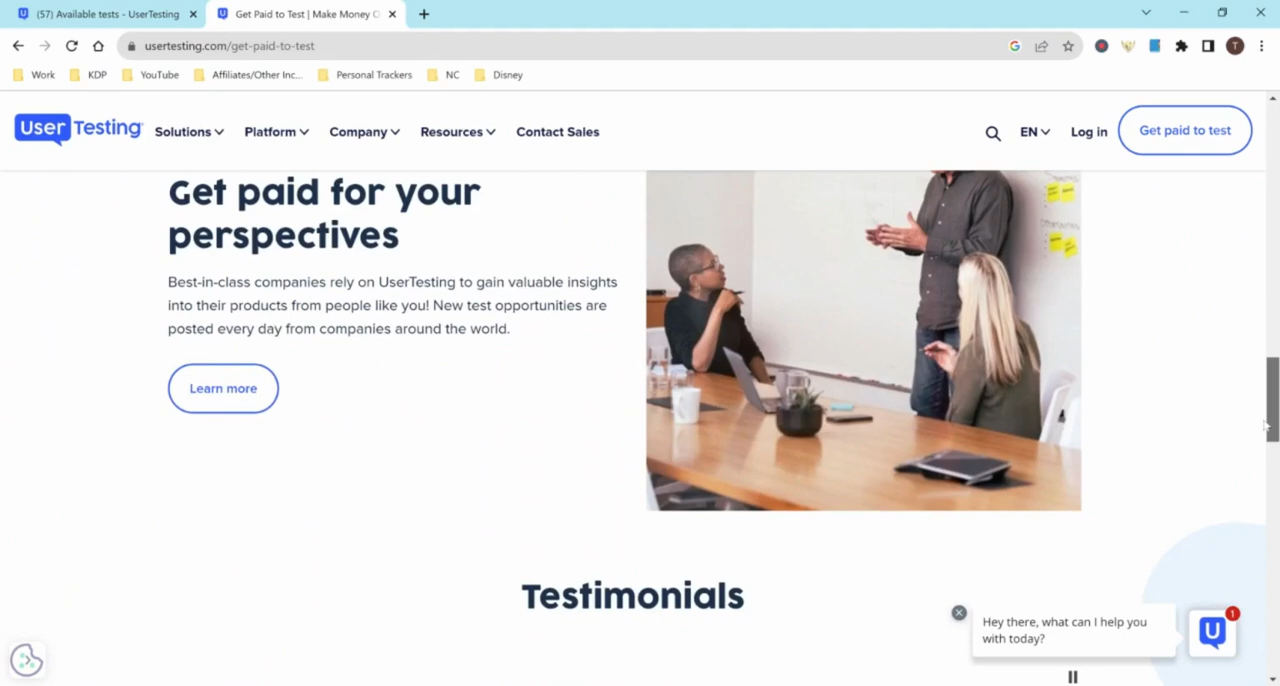 (57) Available tests - UserTesting
Get Paid to Test | Make Money O
usertesting.com/get-paid-to-test
T
Work KDP YouTube Affiliates/Other Inc... Personal Trackers NC Disney
User Testing Solutions Platform Company Resources Contact Sales EN Log in Get paid to test
Get paid for your
perspectives
Best-in-class companies rely on UserTesting to gain valuable insights
into their products from people like you! New test opportunities are
posted every day from companies around the world.
Learn more
Testimonials
Hey there, what can I help you
with today?
1